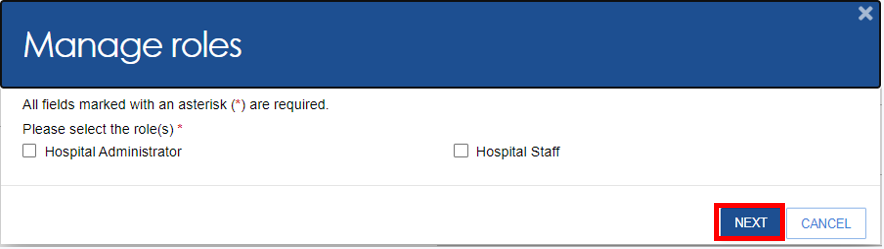 Manage roles
All fields marked with an asterisk (*) are required.
Please select the role(s) *
Hospital Administrator
Hospital Staff
NEXT
CANCEL